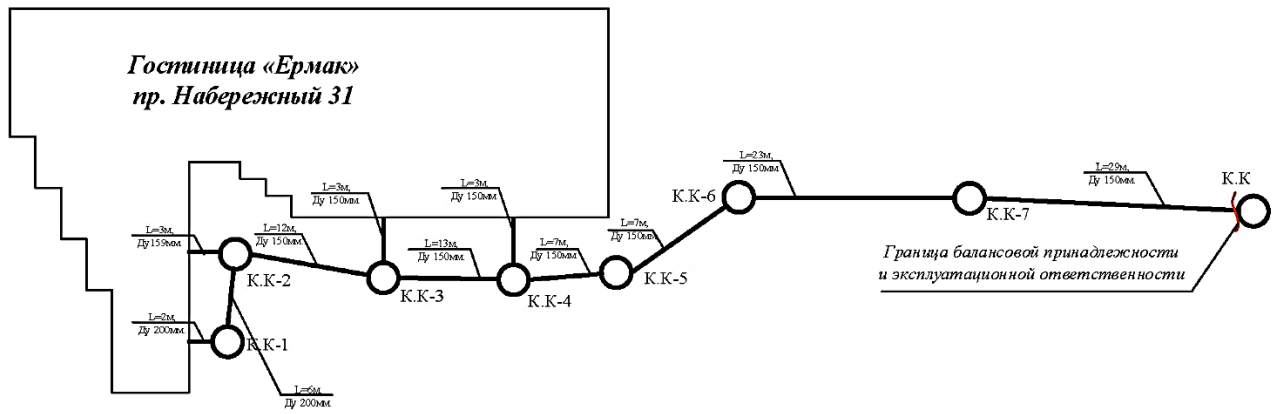 Гостиница «Ермак»
пр. Набережный 31
L=3м,
Ду 150мм.
L=3м,
Ду 150мм.
L=23м,
Ду 150мм.
L=29м,
Ду 150мм.
К.К
К.К-6
К.К-7
L=3м,
Ду159мм.
L=12м,
Ду 150мм.
L=13м,
Ду 150мм.
L=7м,
Ду 150мм.
L=7м,
Ду 150мм.
К.К-2
К.К-3
К.К-4
К.К-5
Граница балансовой принадлежности
и эксплуатационной ответственности
L=2м,
Ду 200мм.
К.К-1
L=6м,
Ду 200мм.